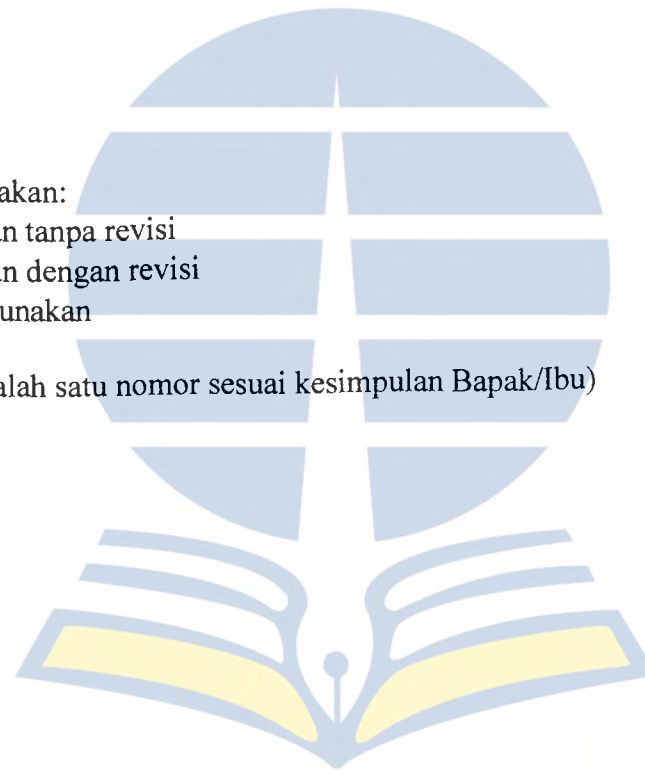 akan:
n tanpa revisi
n dengan revisi
unakan
alah satu nomor sesuai kesimpulan Bapak/Ibu)